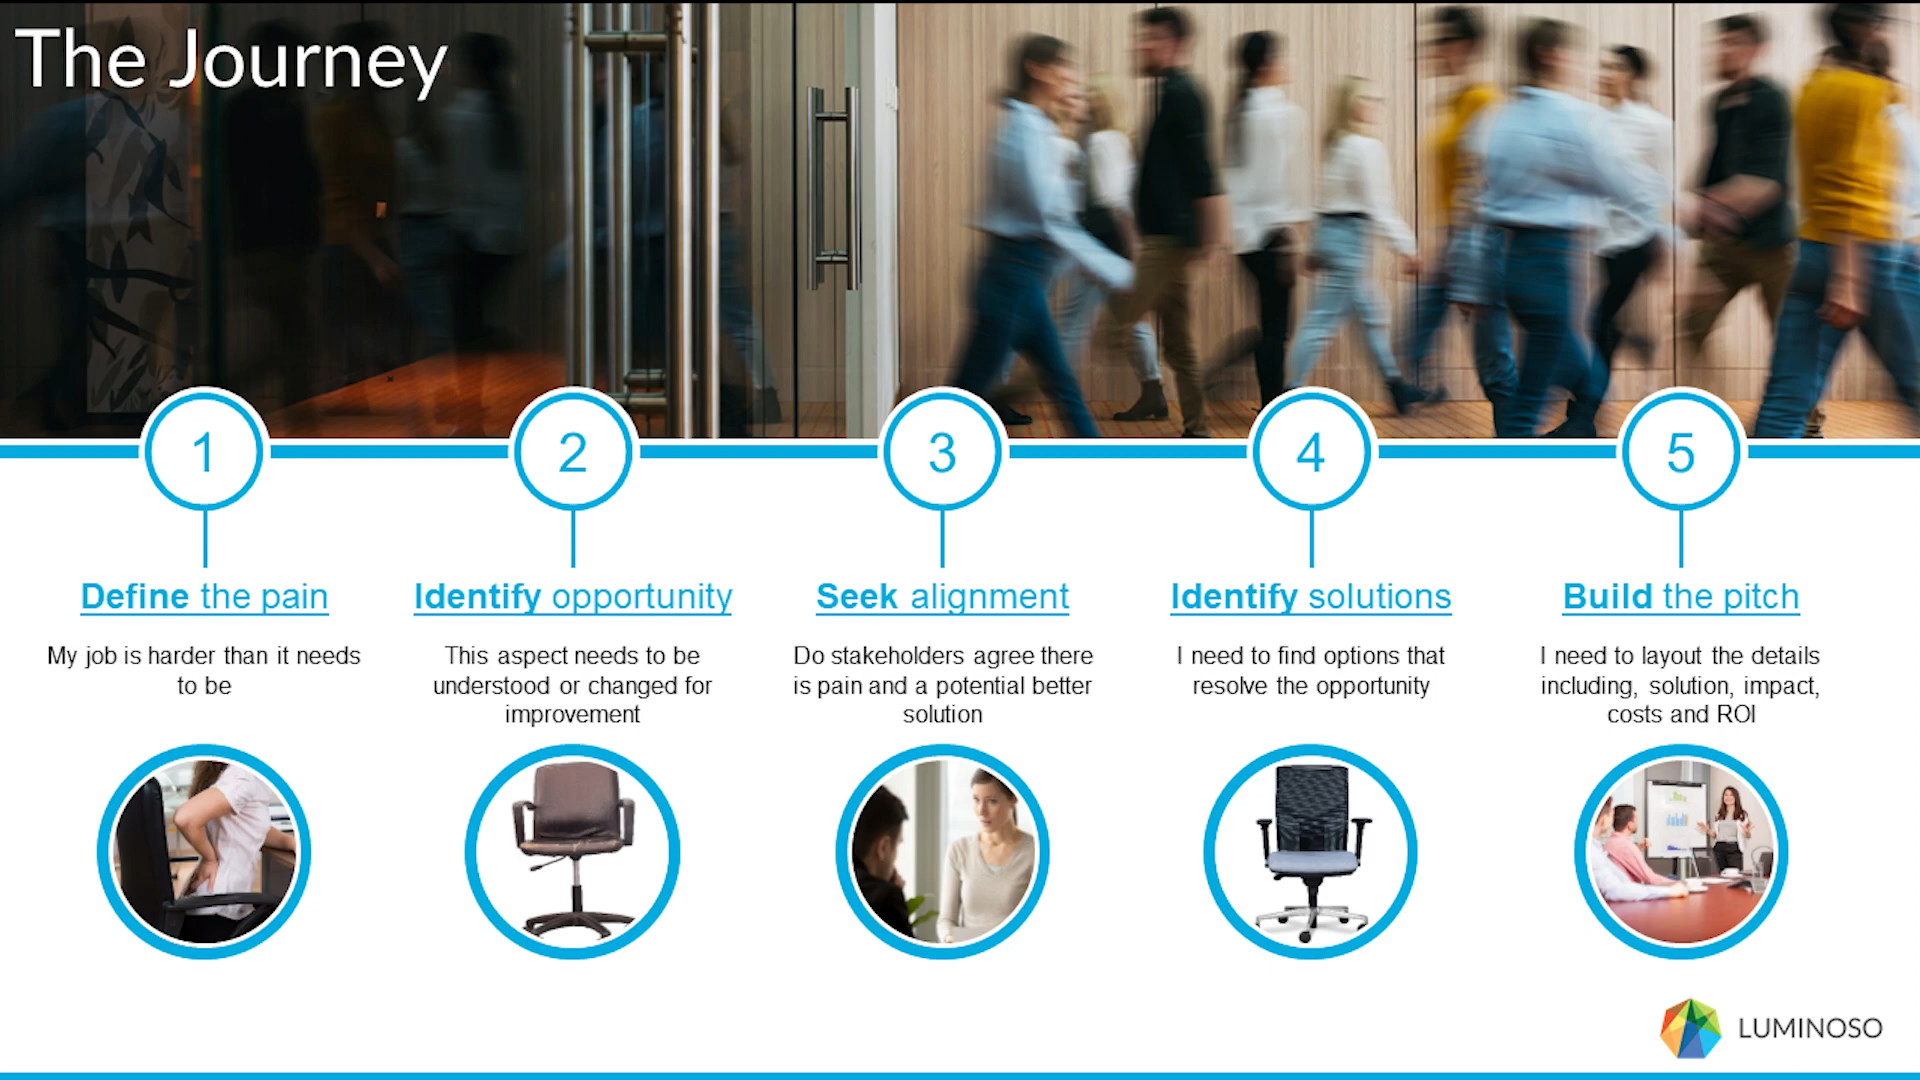 The Journey
1
2
3
4
5
Define the pain
My job is harder than it needs
to be
Identify opportunity
This aspect needs to be
understood or changed for
improvement
Seek alignment
Do stakeholders agree there
is pain and a potential better
solution
Identify solutions
I need to find options that
resolve the opportunity
Build the pitch
I need to layout the details
including, solution, impact,
costs and ROI
LUMINOSO